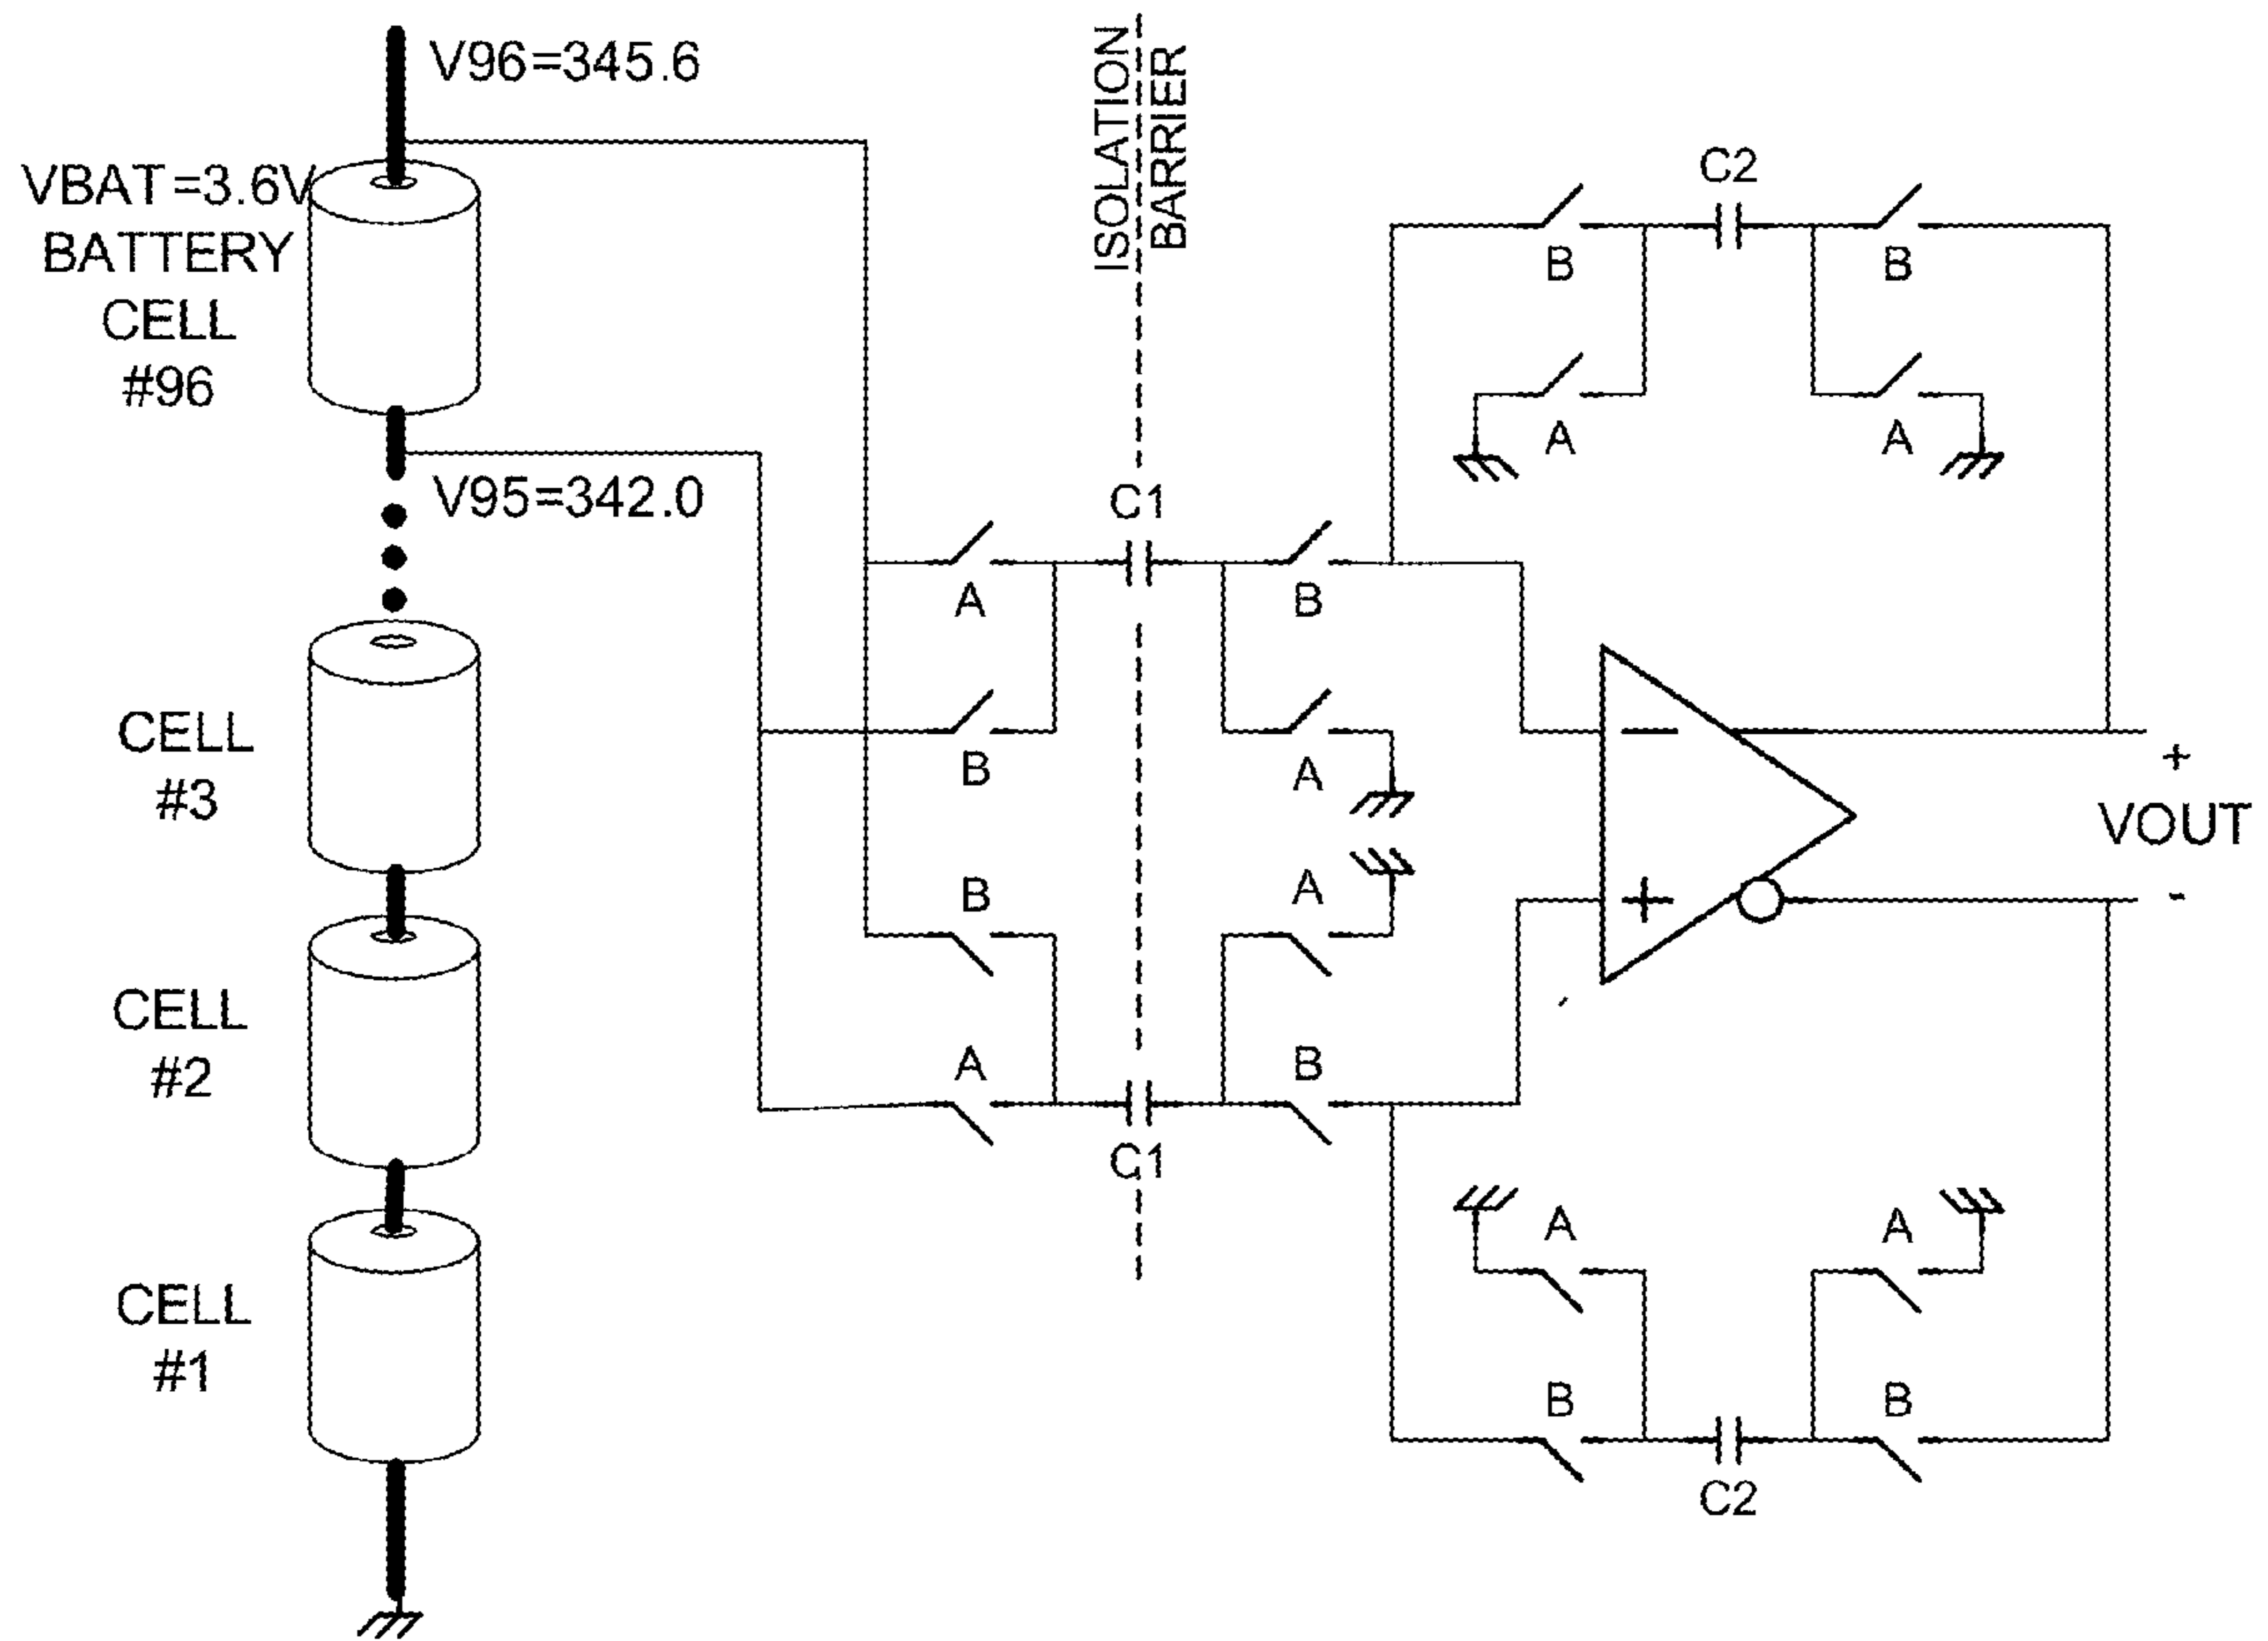 V96=345.6
VBAT=3.6V
BATTERY
CELL
#96
V95=342.0
CELL
#3
CELL
#2
CELL
#1
ISOLATION
BARRIER
C1
A
B
B
A
B
A
A
B
C1
C2
B
B
A
A
−
+
+
VOUT
-
A
A
B
B
C2